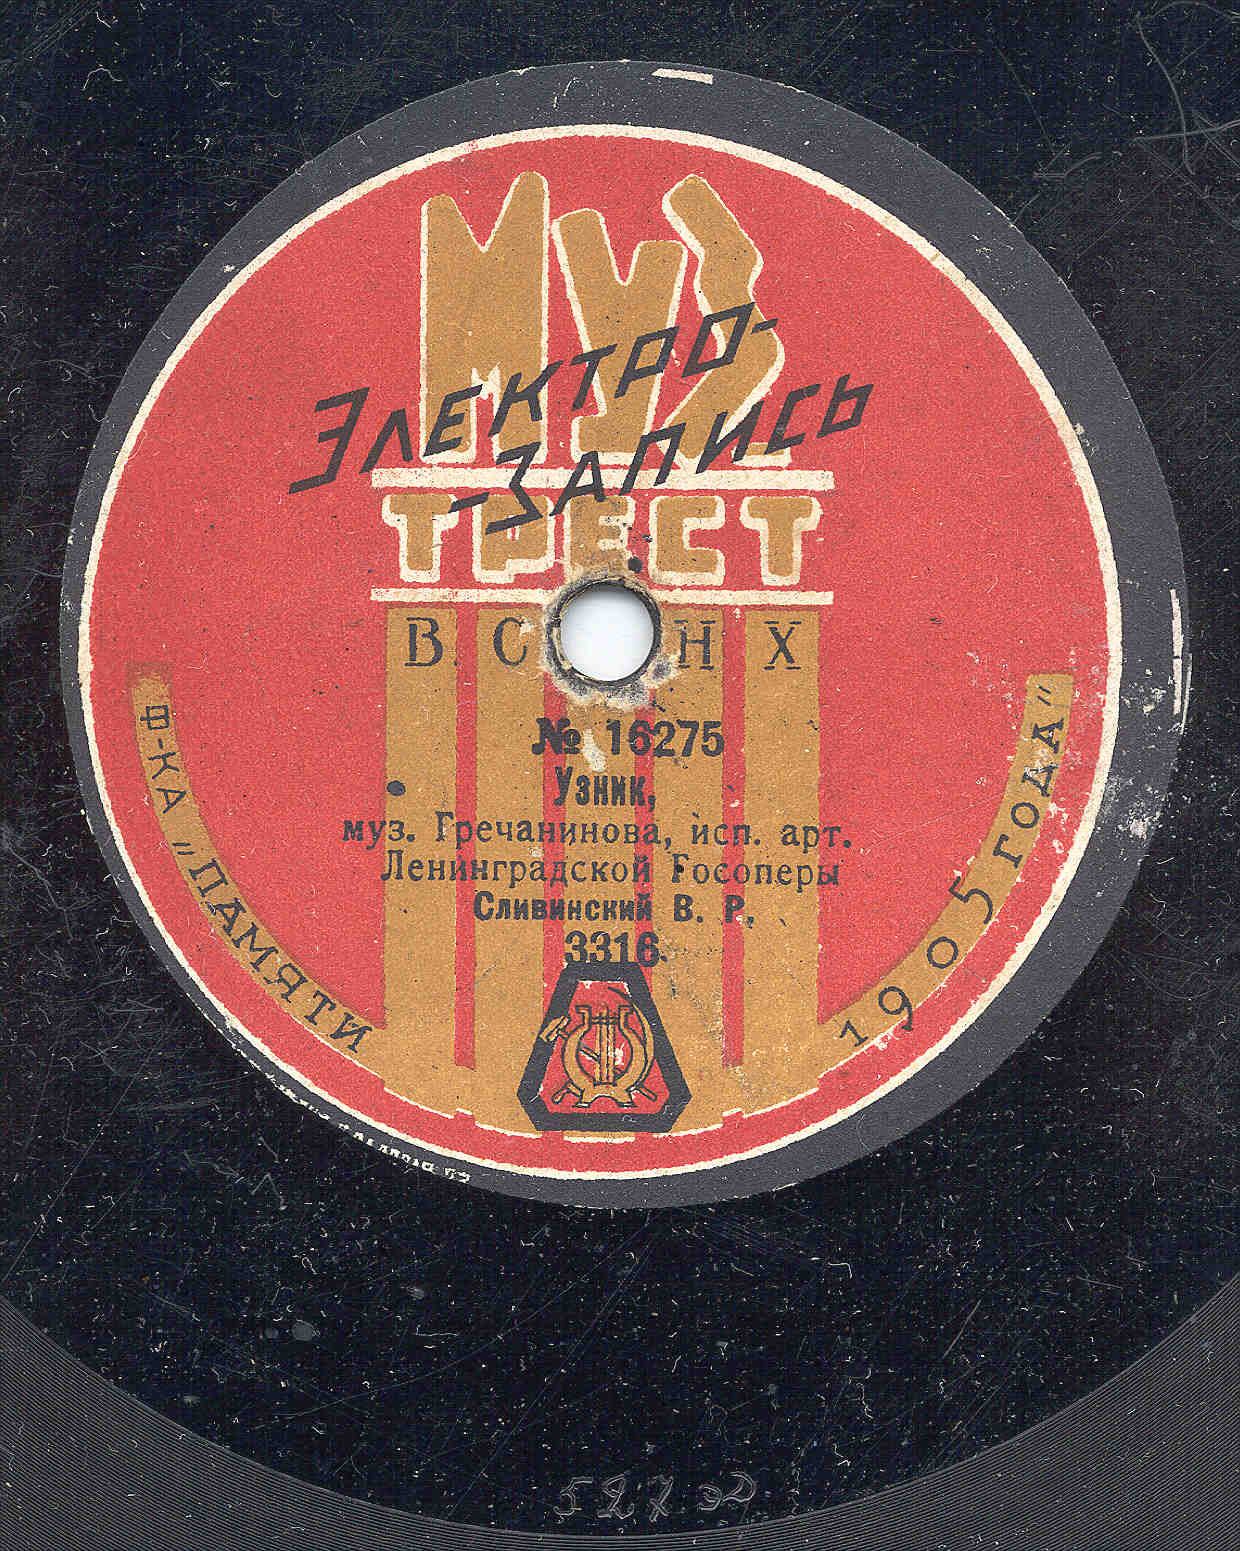 МУЗ
ЭЛЕКТРО-
-ЗАПИСЬ
ТРЕСТ
В С Н Х
№ 16275
Узник,
муз. Гречанинова, исп. арт.
Ленинградской Госоперы
Сливинский В. Р.
3316.
Ф-КА „ПАМЯТИ 1905 ГОДА"
527